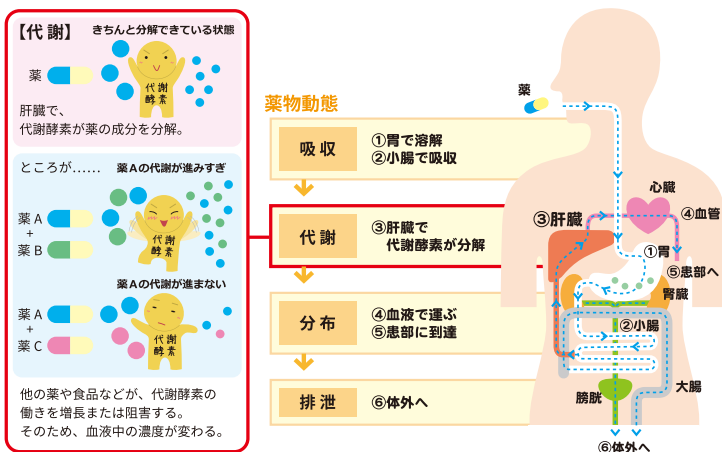 【代謝】
きちんと分解できている状態
薬
代謝
酵素
肝臓で、
代謝酵素が薬の成分を分解。
ところが……
薬Aの代謝が進みすぎ
薬A
+
薬B
代謝
酵素
薬Aの代謝が進まない
薬A
+
薬C
代謝
酵素
他の薬や食品などが、代謝酵素の
働きを増長または阻害する。
そのため、血液中の濃度が変わる。
薬物動態
吸収
①胃で溶解
②小腸で吸収
代謝
③肝臓で
代謝酵素が分解
分布
④血液で運ぶ
⑤患部に到達
排泄
⑥体外へ
薬
心臓
③肝臓
④血管
①胃
⑤患部へ
腎臓
②小腸
膀胱
大腸
⑥体外へ